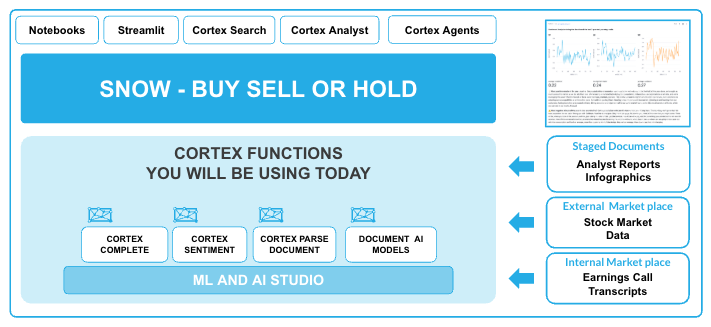 Notebooks
Streamlit
Cortex Search
Cortex Analyst
Cortex Agents
SNOW - BUY SELL OR HOLD
CORTEX FUNCTIONS
YOU WILL BE USING TODAY
CORTEX
COMPLETE
CORTEX
SENTIMENT
CORTEX PARSE
DOCUMENT
DOCUMENT AI
MODELS
ML AND AI STUDIO
Staged Documents
Analyst Reports
Infographics
External Market place
Stock Market
Data
Internal Market place
Earnings Call
Transcripts